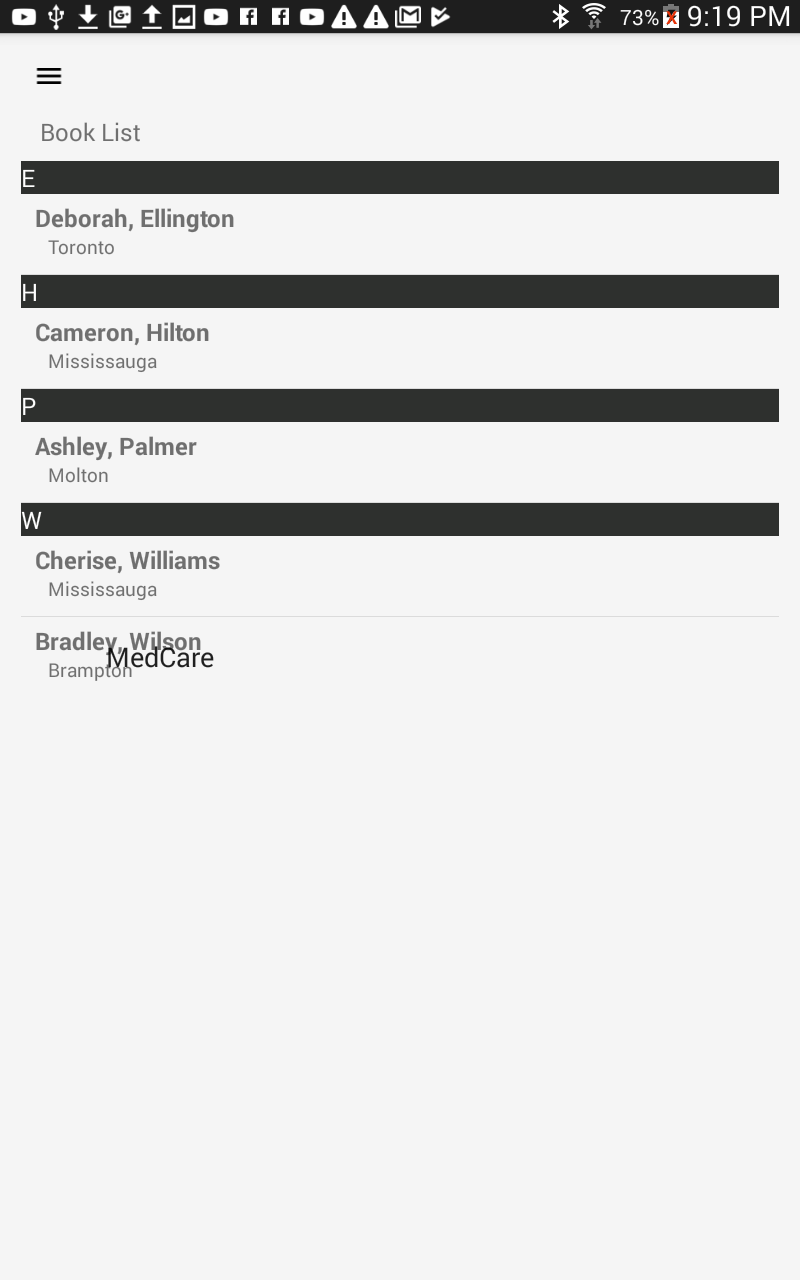 73% 9:19 PM
Book List
E
Deborah, Ellington
Toronto
H
Cameron, Hilton
Mississauga
P
Ashley, Palmer
Molton
W
Cherise, Williams
Mississauga
Bradley, Wilson
MedCare
Brampton